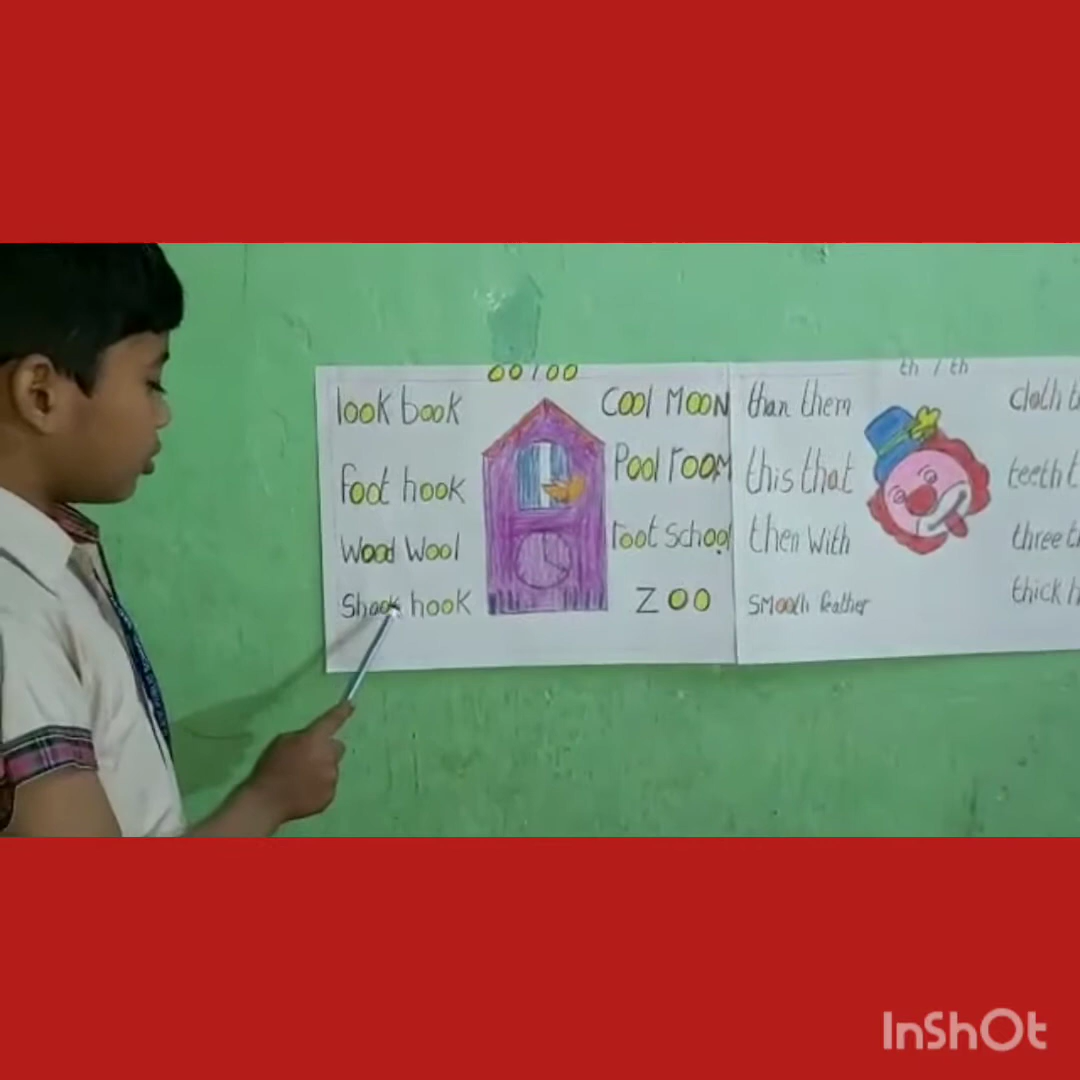 oo / oo
look book
foot hook
Wood Wool
Shook hook
Cool MOON
Pool rooM
root School
Zoo
th / th
than them
this that
then With
SMooth feather
cloth
teeth
three
thick
InShOt